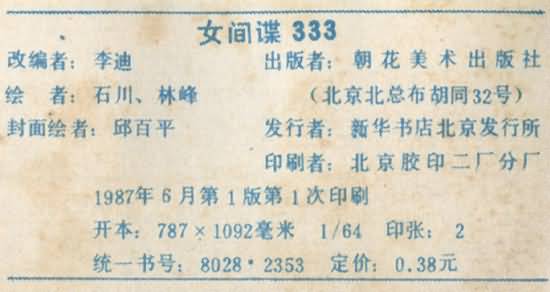 女间谍 333
改编者：李迪 出版者：朝花美术出版社
绘 者：石川、林峰 （北京北总布胡同32号）
封面绘者：邱百平 发行者：新华书店北京发行所
印刷者：北京胶印二厂分厂
1987年6月第1版第1次印刷
开本：787×1092毫米 1/64 印张：2
统一书号：8028·2353 定价：0.38元